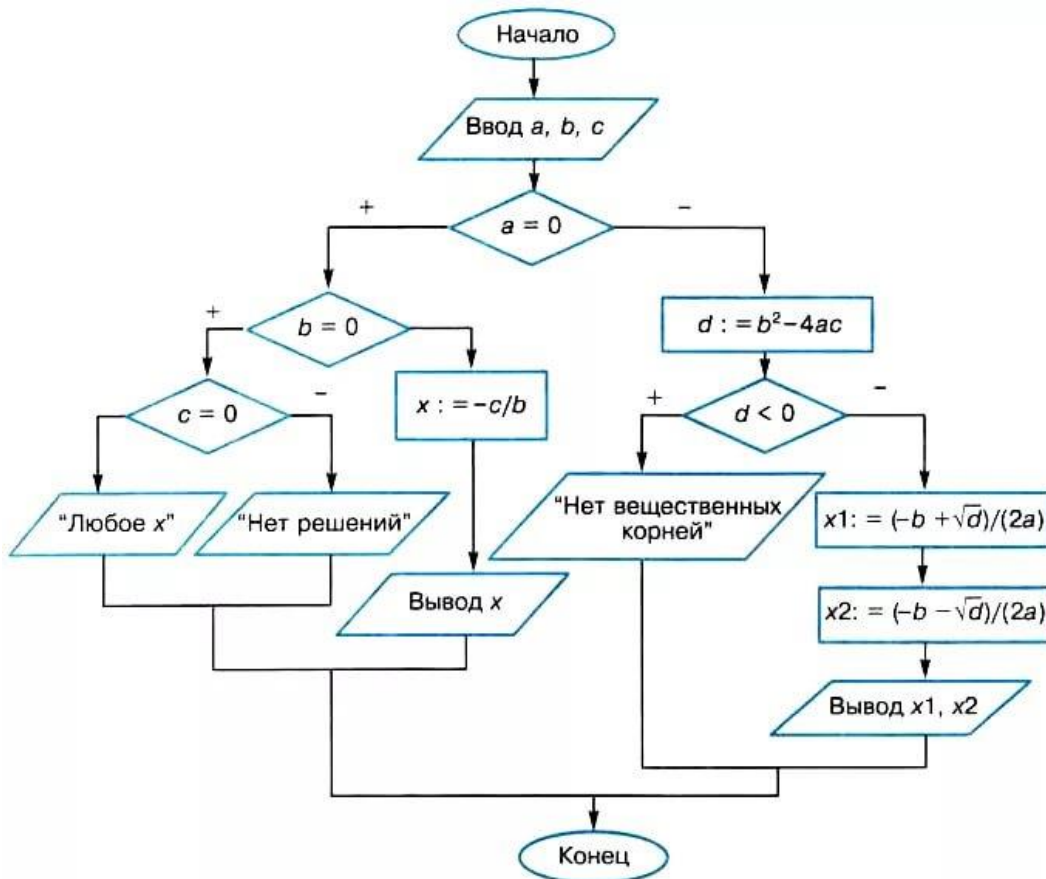 Начало
Ввод a, b, c
+
a = 0
–
+
b = 0
d : = b² – 4ac
c = 0
–
x : = –c/b
+
d < 0
–
“Любое x”
“Нет решений”
“Нет вещественных
корней”
x1: = (–b + √d)/(2a)
Вывод x
x2: = (–b – √d)/(2a)
Вывод x1, x2
Конец